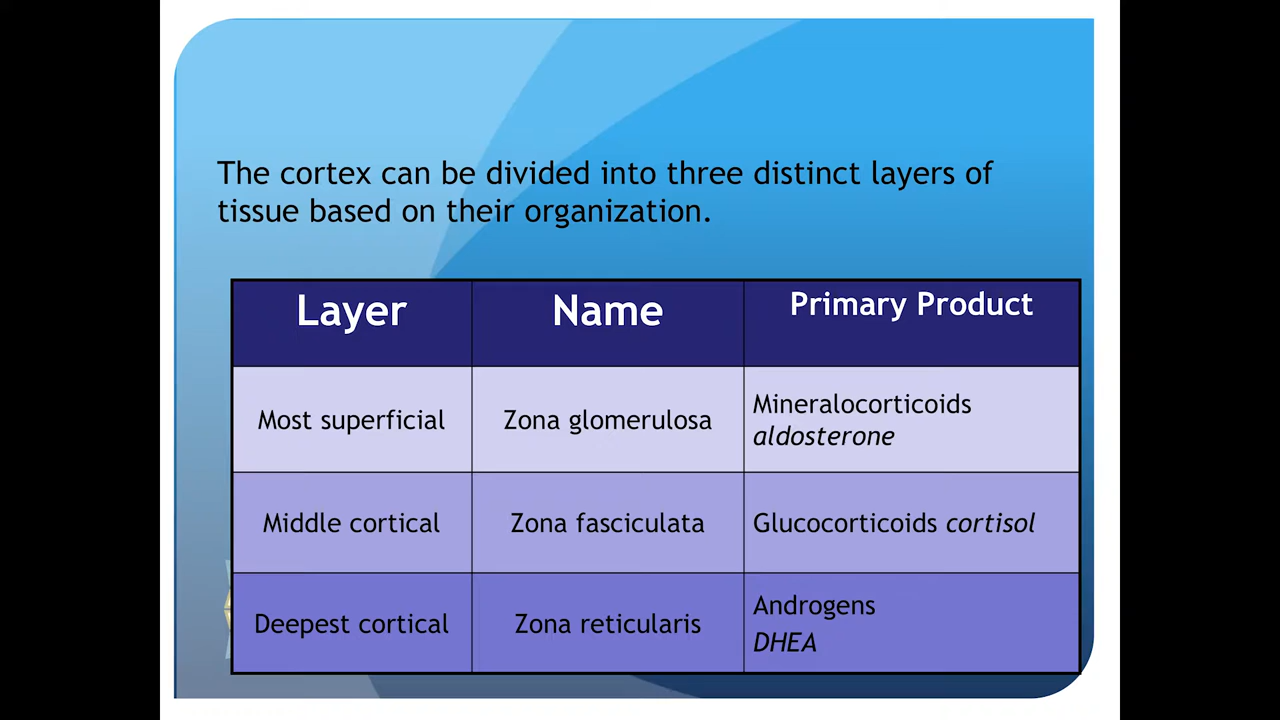 The cortex can be divided into three distinct layers of
tissue based on their organization.
Layer Name Primary Product
Most superficial Zona glomerulosa Mineralocorticoids
aldosterone
Middle cortical Zona fasciculata Glucocorticoids cortisol
Deepest cortical Zona reticularis Androgens
DHEA